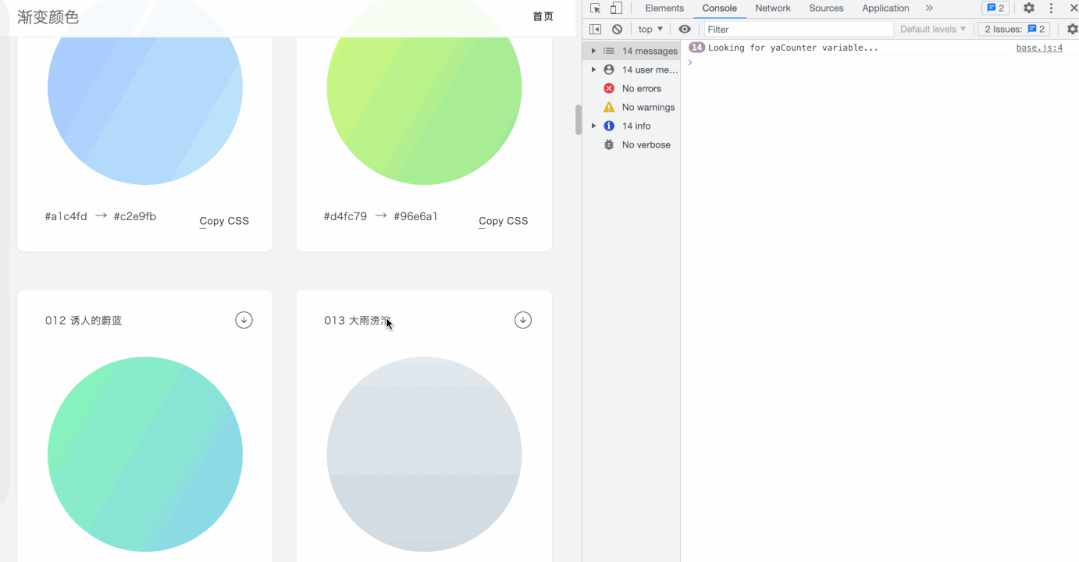 渐变颜色
首页
#a1c4fd → #c2e9fb
Copy CSS
#d4fc79 → #96e6a1
Copy CSS
012 诱人的蔚蓝
013 大雨滂沱
Elements Console Network Sources Application » 2
top ▼ Filter Default levels ▼ 2 Issues: 2
14 messages
14 user me...
No errors
No warnings
14 info
No verbose
14 Looking for yaCounter variable... base.js:4